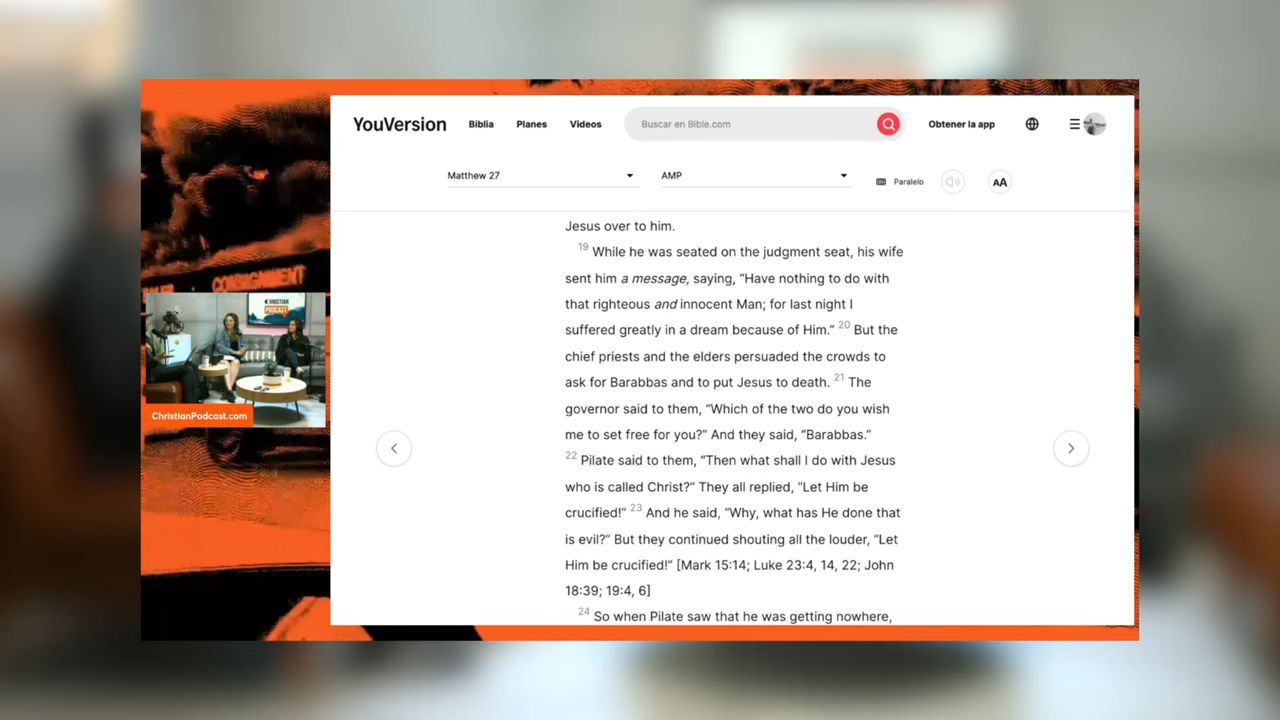 YouVersion Biblia Planes Videos Buscar en Bible.com Obtener la app
Matthew 27 AMP Paralelo AA
Jesus over to him.
19 While he was seated on the judgment seat, his wife
sent him a message, saying, “Have nothing to do with
that righteous and innocent Man; for last night I
suffered greatly in a dream because of Him.” 20 But the
chief priests and the elders persuaded the crowds to
ask for Barabbas and to put Jesus to death. 21 The
governor said to them, “Which of the two do you wish
me to set free for you?” And they said, “Barabbas.”
22 Pilate said to them, “Then what shall I do with Jesus
who is called Christ?” They all replied, “Let Him be
crucified!” 23 And he said, “Why, what has He done that
is evil?” But they continued shouting all the louder, “Let
Him be crucified!” [Mark 15:14; Luke 23:4, 14, 22; John
18:39; 19:4, 6]
24 So when Pilate saw that he was getting nowhere,
CONSIGNMENT
CHRISTIAN
PODCAST
ChristianPodcast.com